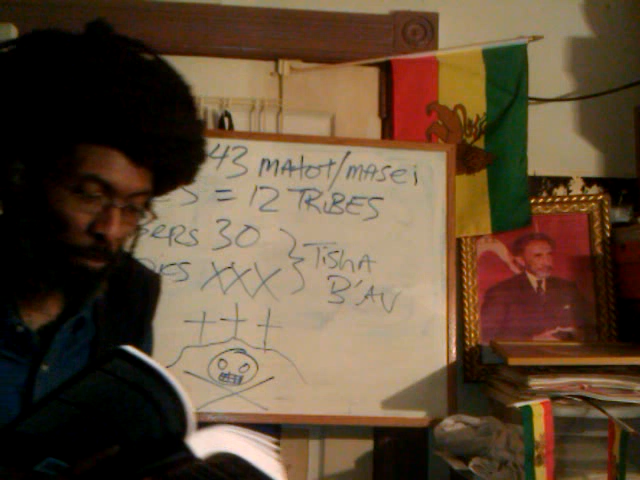 43 MATOT/MASEI
= 12 TRIBES
30
XXX
TISHA
B'AV